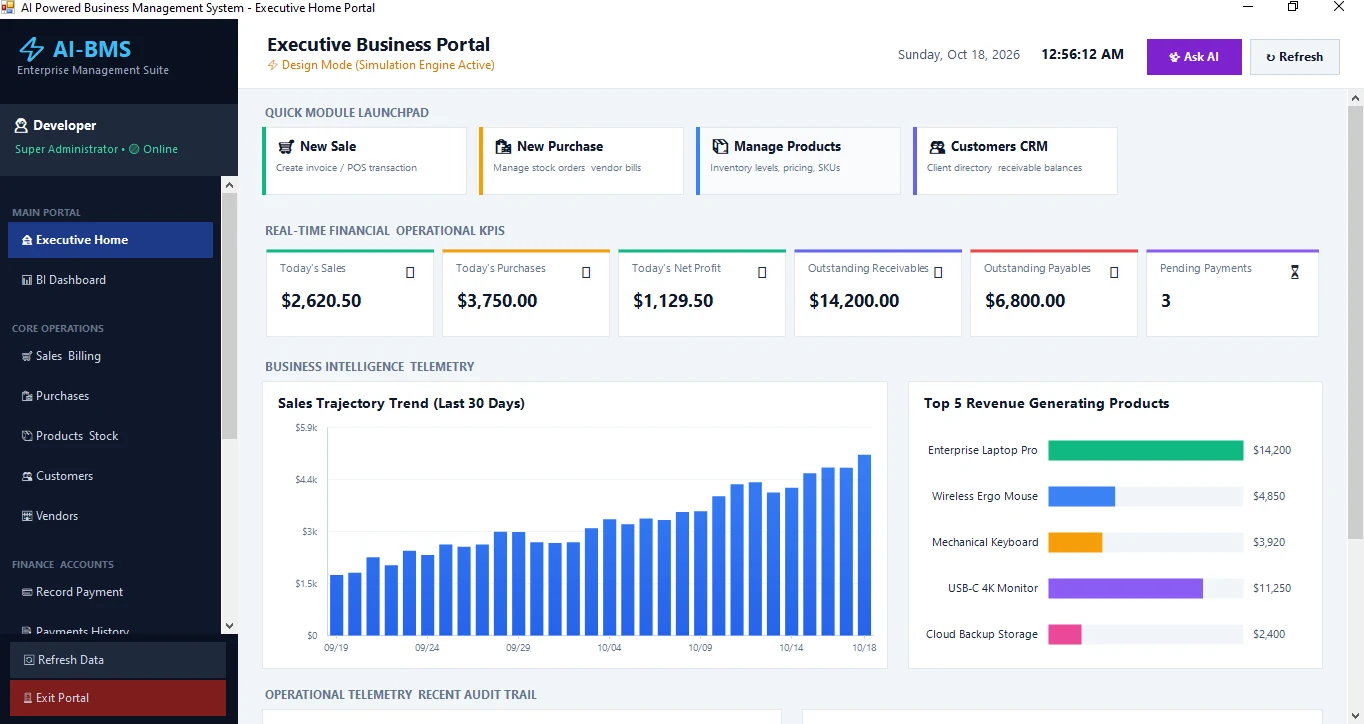 AI Powered Business Management System - Executive Home Portal
AI-BMS
Enterprise Management Suite
Developer
Super Administrator • Online
MAIN PORTAL
Executive Home
BI Dashboard
CORE OPERATIONS
Sales Billing
Purchases
Products Stock
Customers
Vendors
FINANCE ACCOUNTS
Record Payment
Payments History
Refresh Data
Exit Portal
Executive Business Portal
Design Mode (Simulation Engine Active)
Sunday, Oct 18, 2026
12:56:12 AM
Ask AI
Refresh
QUICK MODULE LAUNCHPAD
New Sale
Create invoice / POS transaction
New Purchase
Manage stock orders vendor bills
Manage Products
Inventory levels, pricing, SKUs
Customers CRM
Client directory receivable balances
REAL-TIME FINANCIAL OPERATIONAL KPIS
Today's Sales
$2,620.50
Today's Purchases
$3,750.00
Today's Net Profit
$1,129.50
Outstanding Receivables
$14,200.00
Outstanding Payables
$6,800.00
Pending Payments
3
BUSINESS INTELLIGENCE TELEMETRY
Sales Trajectory Trend (Last 30 Days)
$5.9k
$4.4k
$3k
$1.5k
$0
09/19 09/24 09/29 10/04 10/09 10/14 10/18
Top 5 Revenue Generating Products
Enterprise Laptop Pro $14,200
Wireless Ergo Mouse $4,850
Mechanical Keyboard $3,920
USB-C 4K Monitor $11,250
Cloud Backup Storage $2,400
OPERATIONAL TELEMETRY RECENT AUDIT TRAIL